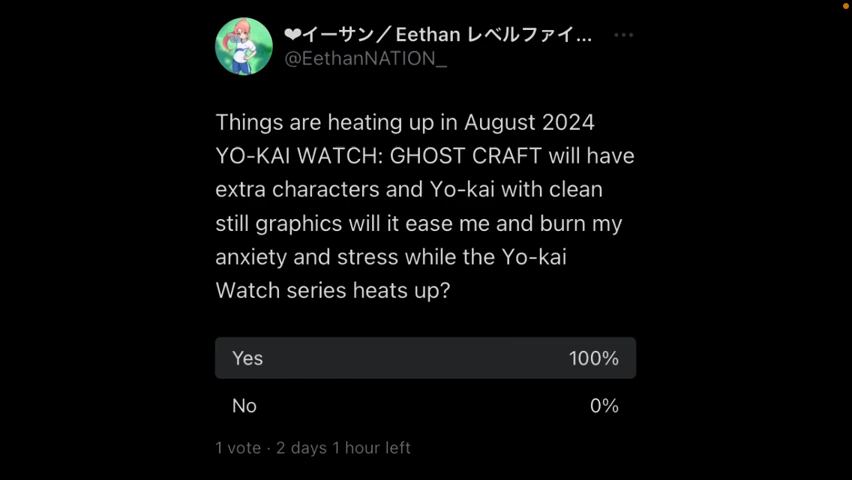 ❤イーサン／Eethan レベルファイ...
@EethanNATION_
Things are heating up in August 2024
YO-KAI WATCH: GHOST CRAFT will have
extra characters and Yo-kai with clean
still graphics will it ease me and burn my
anxiety and stress while the Yo-kai
Watch series heats up?
Yes 100%
No 0%
1 vote · 2 days 1 hour left